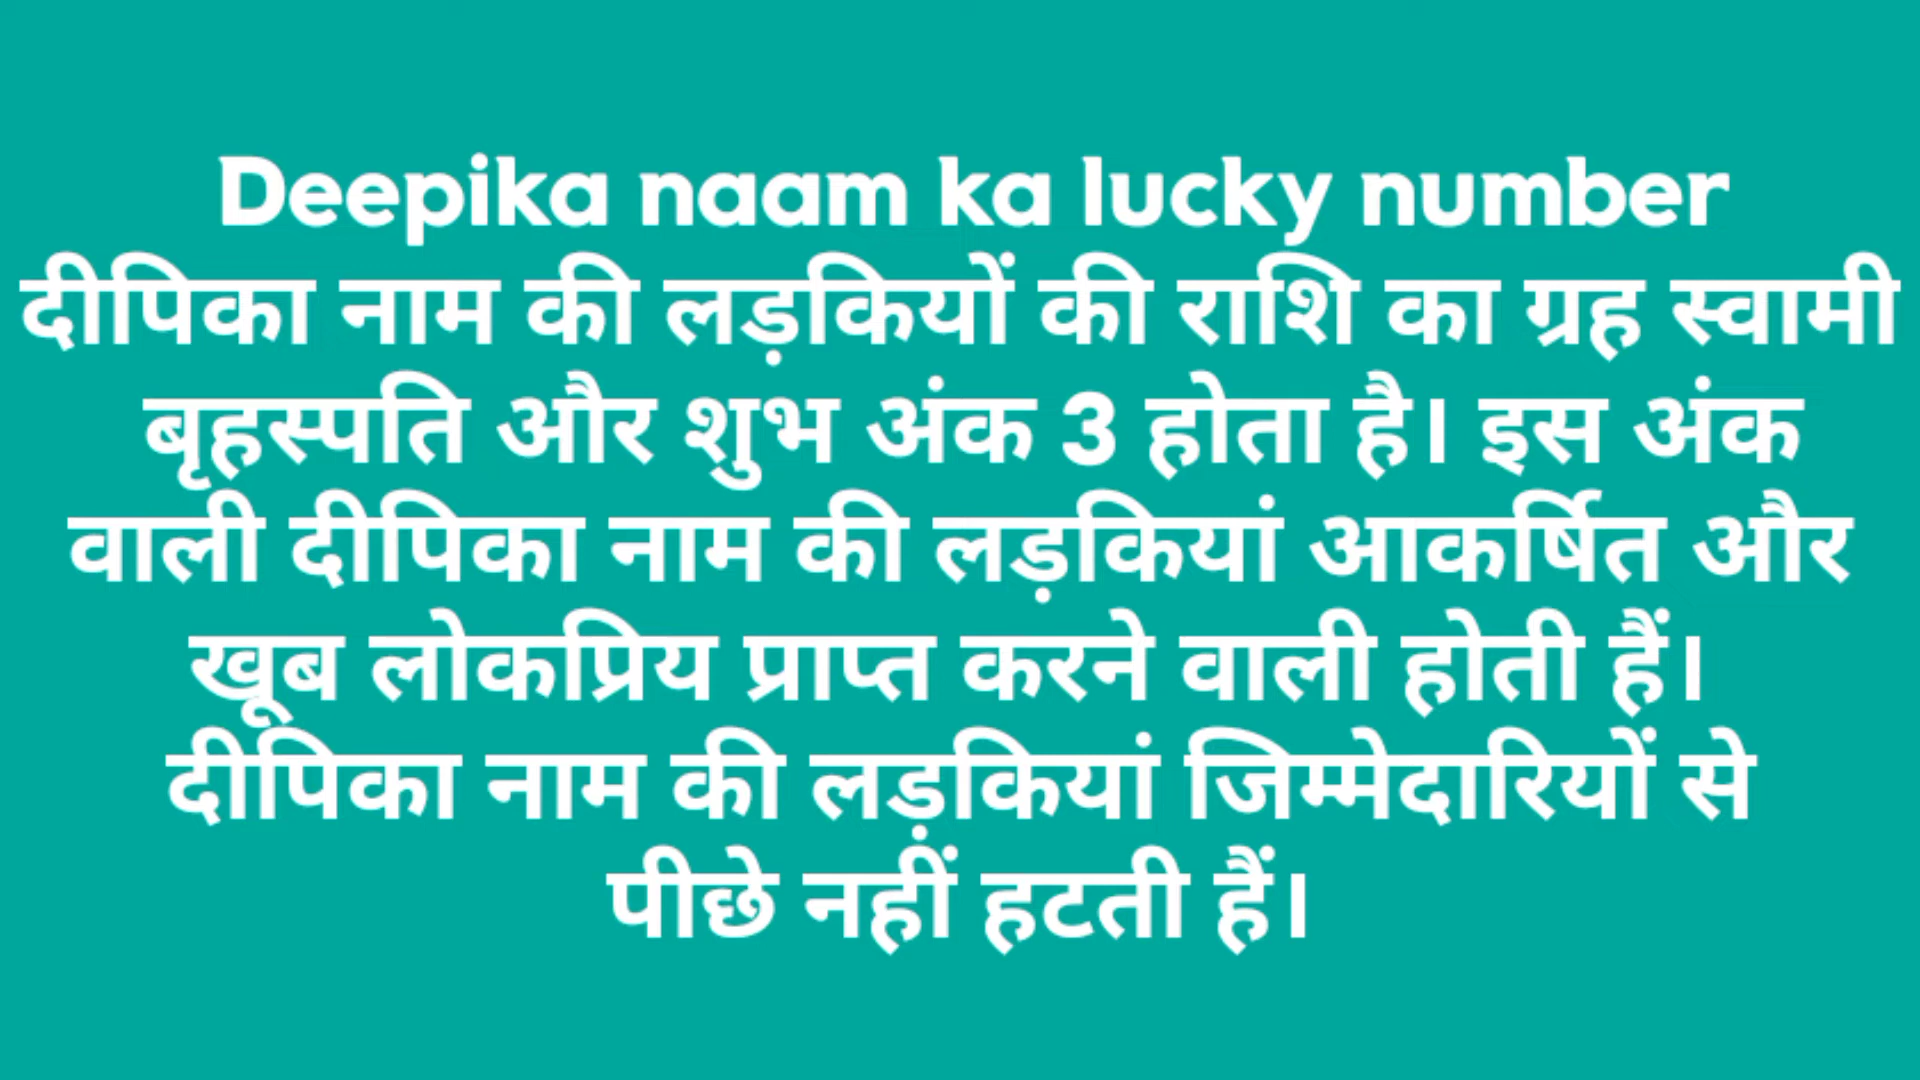 Deepika naam ka lucky number
दीपिका नाम की लड़कियों की राशि का ग्रह स्वामी
बृहस्पति और शुभ अंक 3 होता है। इस अंक
वाली दीपिका नाम की लड़कियां आकर्षित और
खूब लोकप्रिय प्राप्त करने वाली होती हैं।
दीपिका नाम की लड़कियां जिम्मेदारियों से
पीछे नहीं हटती हैं।